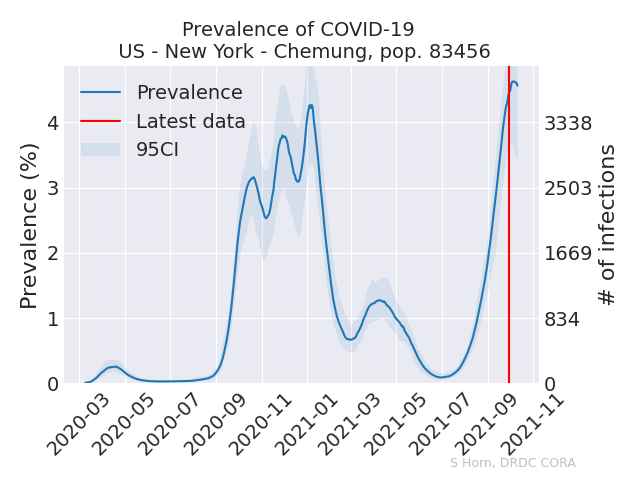 Prevalence of COVID-19
US - New York - Chemung, pop. 83456
Prevalence
Latest data
95CI
Prevalence (%)
4
3
2
1
0
3338
2503
1669
834
0
# of infections
2020-03
2020-05
2020-07
2020-09
2020-11
2021-01
2021-03
2021-05
2021-07
2021-09
2021-11
S Horn, DRDC CORA